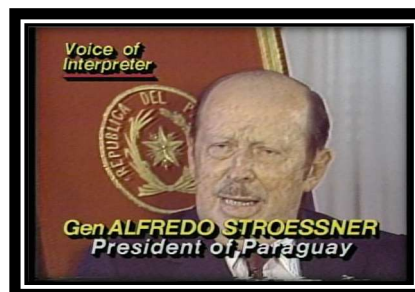 Voice of
Interpreter
REPUBLICA DEL P
Gen ALFREDO STROESSNER
President of Paraguay